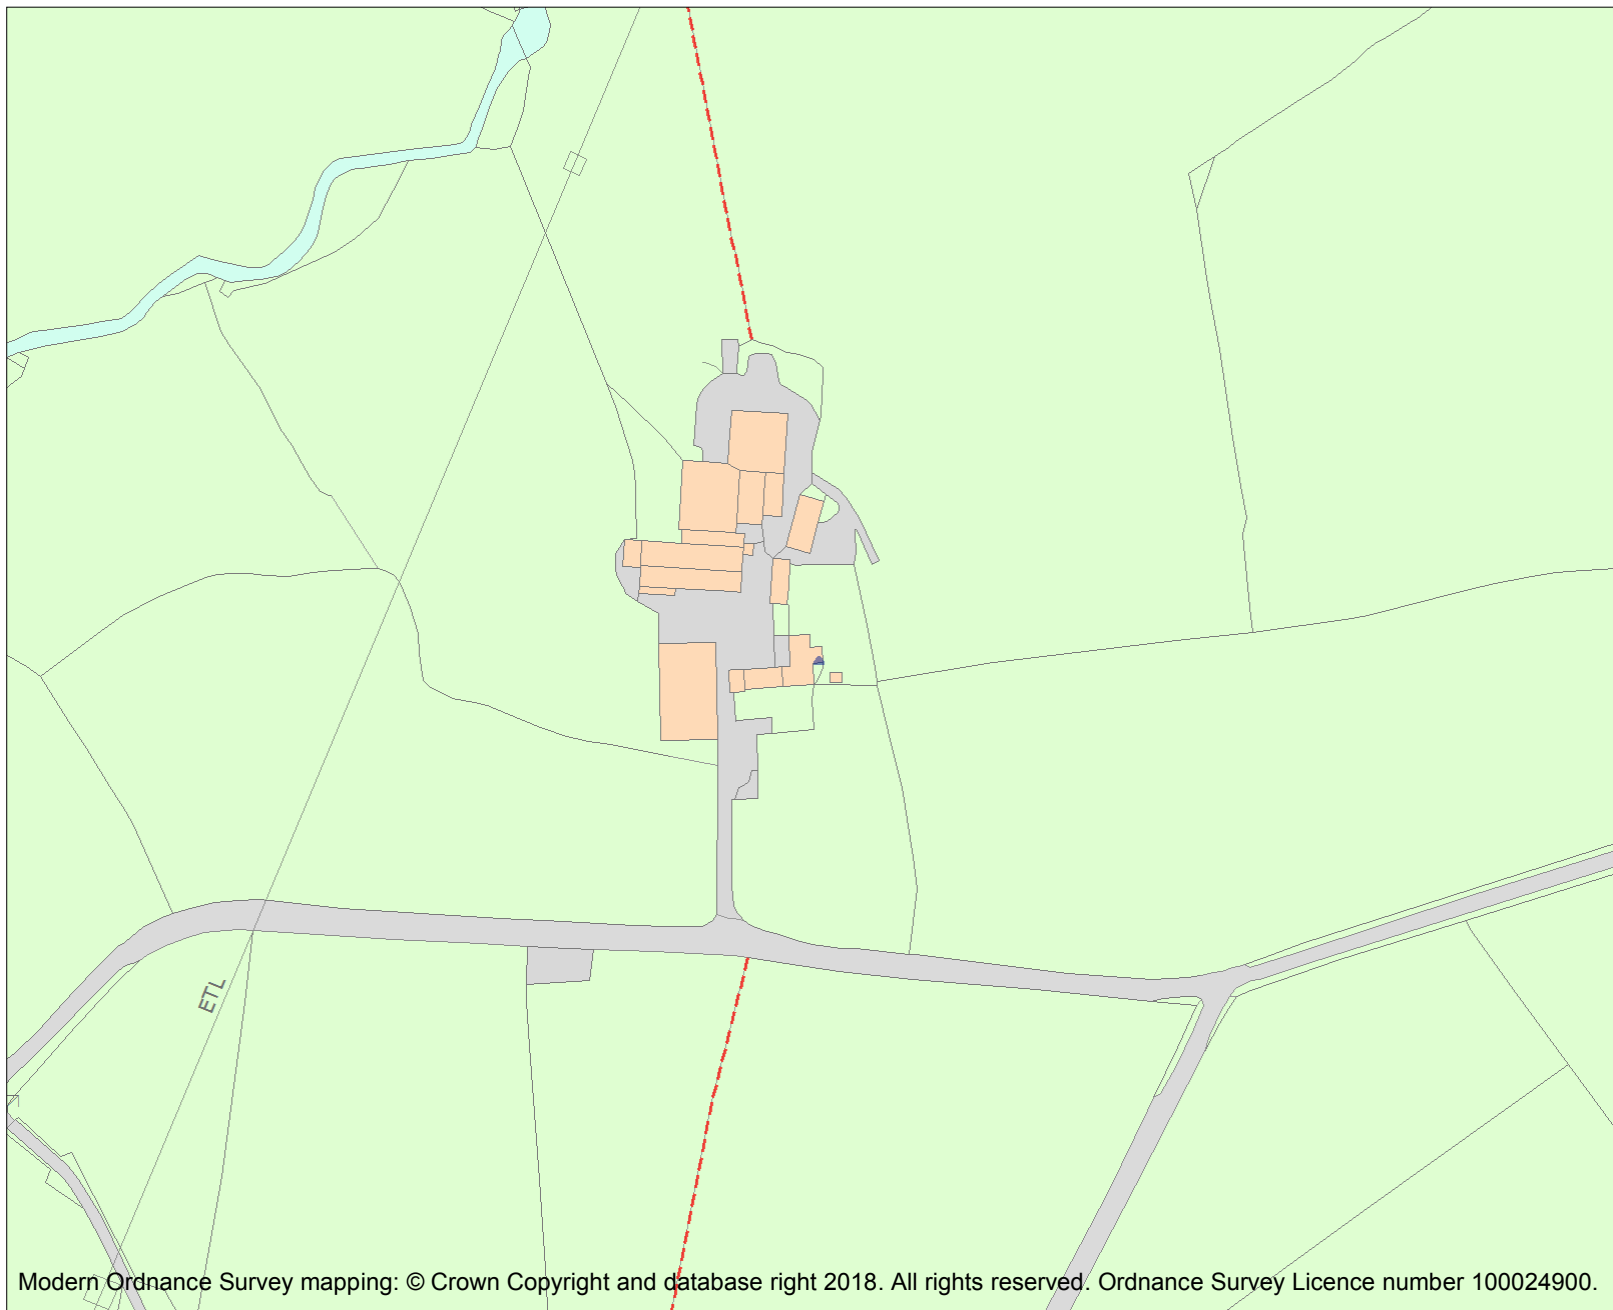 ETL
Modern Ordnance Survey mapping: © Crown Copyright and database right 2018. All rights reserved. Ordnance Survey Licence number 100024900.